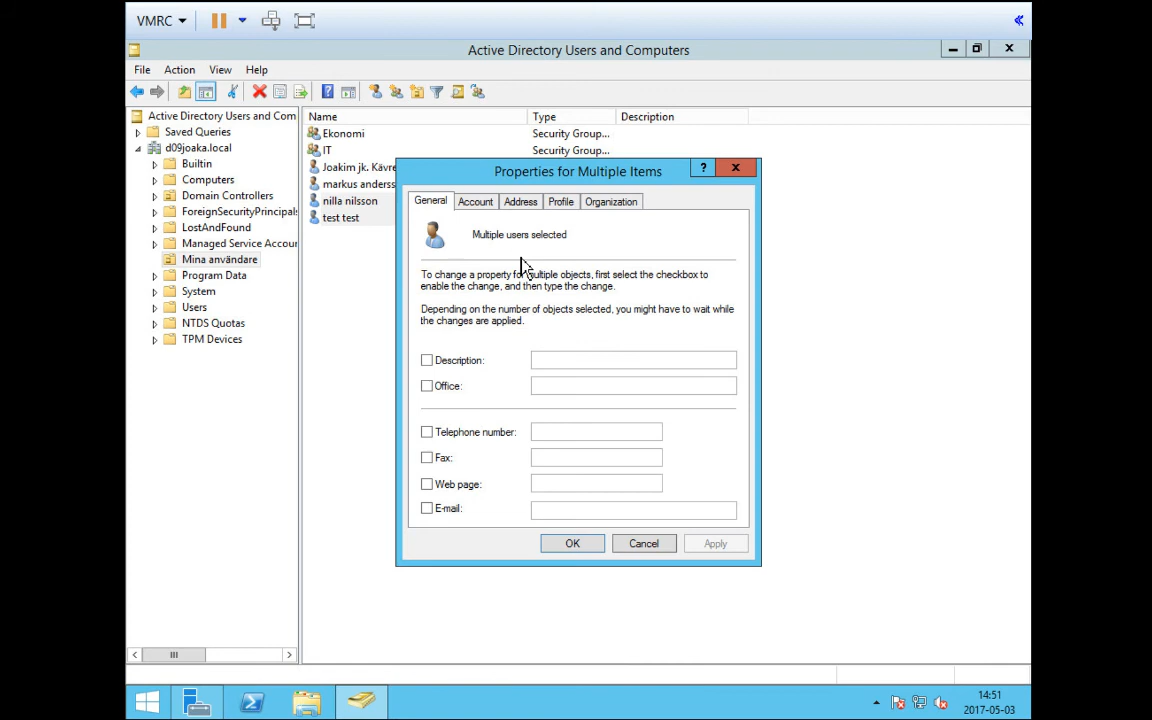 VMRC
Active Directory Users and Computers
File Action View Help
Active Directory Users and Com
Saved Queries
d09joaka.local
Builtin
Computers
Domain Controllers
ForeignSecurityPrincipals
LostAndFound
Managed Service Accou
Mina användare
Program Data
System
Users
NTDS Quotas
TPM Devices
Name Type Description
Ekonomi Security Group...
IT Security Group...
Joakim jk. Kävre
markus anderss
nilla nilsson
test test
Properties for Multiple Items
General Account Address Profile Organization
Multiple users selected
To change a property for multiple objects, first select the checkbox to
enable the change, and then type the change.
Depending on the number of objects selected, you might have to wait while
the changes are applied.
Description:
Office:
Telephone number:
Fax:
Web page:
E-mail:
OK Cancel Apply
14:51
2017-05-03